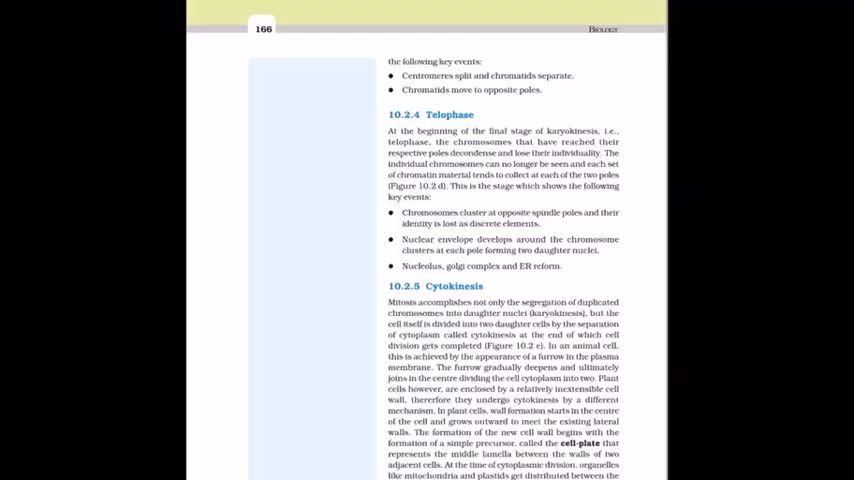 166
BIOLOGY
the following key events:
● Centromeres split and chromatids separate.
● Chromatids move to opposite poles.
10.2.4 Telophase
At the beginning of the final stage of karyokinesis, i.e.,
telophase, the chromosomes that have reached their
respective poles decondense and lose their individuality. The
individual chromosomes can no longer be seen and each set
of chromatin material tends to collect at each of the two poles
(Figure 10.2 d). This is the stage which shows the following
key events:
● Chromosomes cluster at opposite spindle poles and their
identity is lost as discrete elements.
● Nuclear envelope develops around the chromosome
clusters at each pole forming two daughter nuclei.
● Nucleolus, golgi complex and ER reform.
10.2.5 Cytokinesis
Mitosis accomplishes not only the segregation of duplicated
chromosomes into daughter nuclei (karyokinesis), but the
cell itself is divided into two daughter cells by the separation
of cytoplasm called cytokinesis at the end of which cell
division gets completed (Figure 10.2 e). In an animal cell,
this is achieved by the appearance of a furrow in the plasma
membrane. The furrow gradually deepens and ultimately
joins in the centre dividing the cell cytoplasm into two. Plant
cells however, are enclosed by a relatively inextensible cell
wall, thererfore they undergo cytokinesis by a different
mechanism. In plant cells, wall formation starts in the centre
of the cell and grows outward to meet the existing lateral
walls. The formation of the new cell wall begins with the
formation of a simple precursor, called the cell-plate that
represents the middle lamella between the walls of two
adjacent cells. At the time of cytoplasmic division, organelles
like mitochondria and plastids get distributed between the